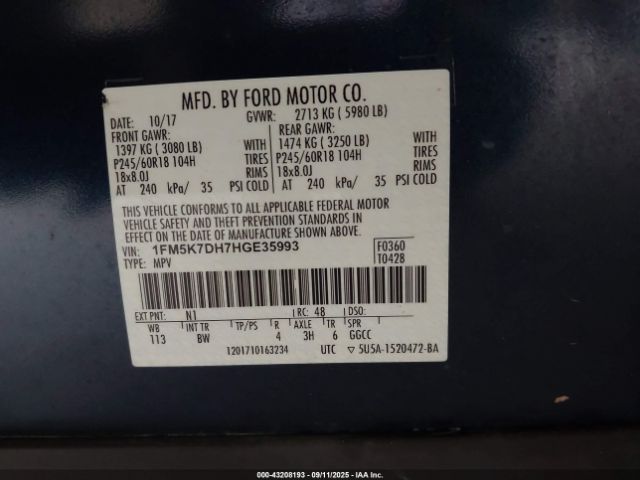 MFD. BY FORD MOTOR CO.
DATE: 10/17 GVWR: 2713 KG ( 5980 LB)
FRONT GAWR: REAR GAWR:
1397 KG ( 3080 LB) WITH 1474 KG ( 3250 LB) WITH
P245/60R18 104H TIRES P245/60R18 104H TIRES
18x8.0J RIMS 18x8.0J RIMS
AT 240 kPa/ 35 PSI COLD AT 240 kPa/ 35 PSI COLD
THIS VEHICLE CONFORMS TO ALL APPLICABLE FEDERAL MOTOR
VEHICLE SAFETY AND THEFT PREVENTION STANDARDS IN
EFFECT ON THE DATE OF MANUFACTURE SHOWN ABOVE.
VIN: 1FM5K7DH7HGE35993 F0360
TYPE: MPV T0428
EXT PNT: N1 RC: 48 DSO:
WB INT TR TP/PS R AXLE TR SPR
113 BW 4 3H 6 GGCC
1201710163234 UTC ▽ 5U5A-1520472-BA
000-43208193 - 09/11/2025 - IAAI.com